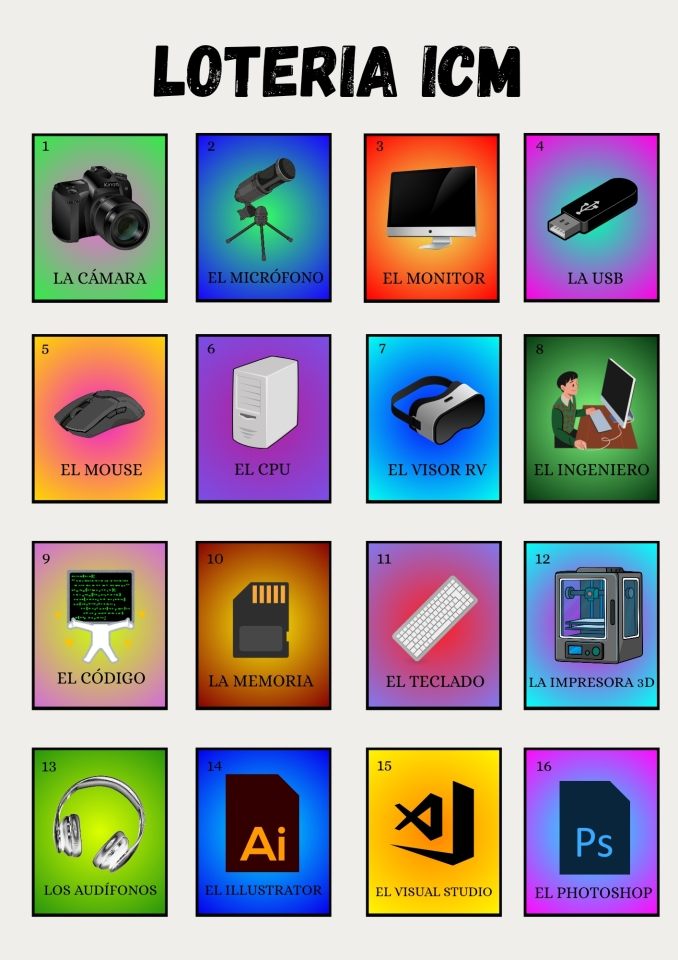 LOTERIA ICM
1
LA CÁMARA
2
EL MICRÓFONO
3
EL MONITOR
4
LA USB
5
EL MOUSE
6
EL CPU
7
EL VISOR RV
8
EL INGENIERO
9
EL CÓDIGO
10
LA MEMORIA
11
EL TECLADO
12
LA IMPRESORA 3D
13
LOS AUDÍFONOS
14
Ai
EL ILLUSTRATOR
15
EL VISUAL STUDIO
16
Ps
EL PHOTOSHOP